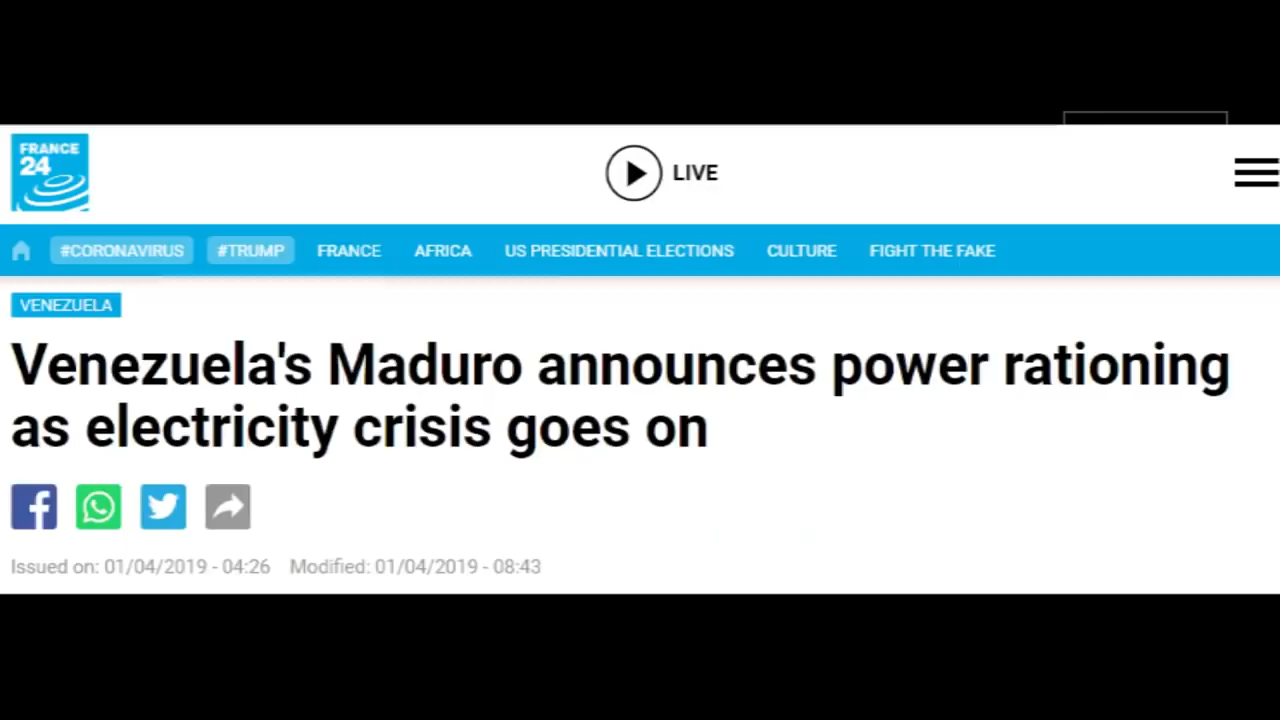 FRANCE
24
LIVE
#CORONAVIRUS #TRUMP FRANCE AFRICA US PRESIDENTIAL ELECTIONS CULTURE FIGHT THE FAKE
VENEZUELA
Venezuela's Maduro announces power rationing
as electricity crisis goes on
Issued on: 01/04/2019 - 04:26 Modified: 01/04/2019 - 08:43